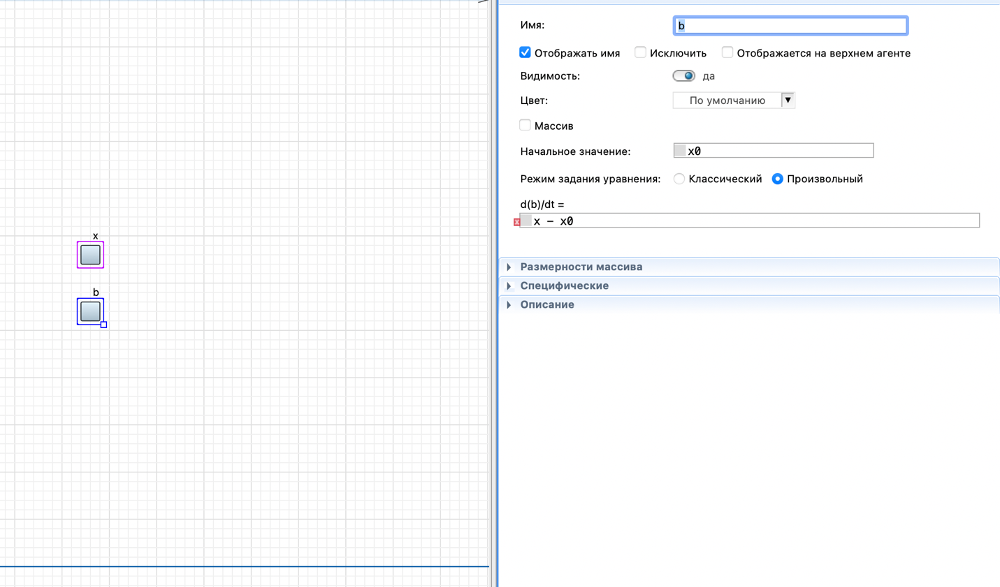 Имя: b
Отображать имя Исключить Отображается на верхнем агенте
Видимость: да
Цвет: По умолчанию
Массив
Начальное значение: x0
Режим задания уравнения: Классический Произвольный
d(b)/dt =
x - x0
Размерности массива
Специфические
Описание
x
b